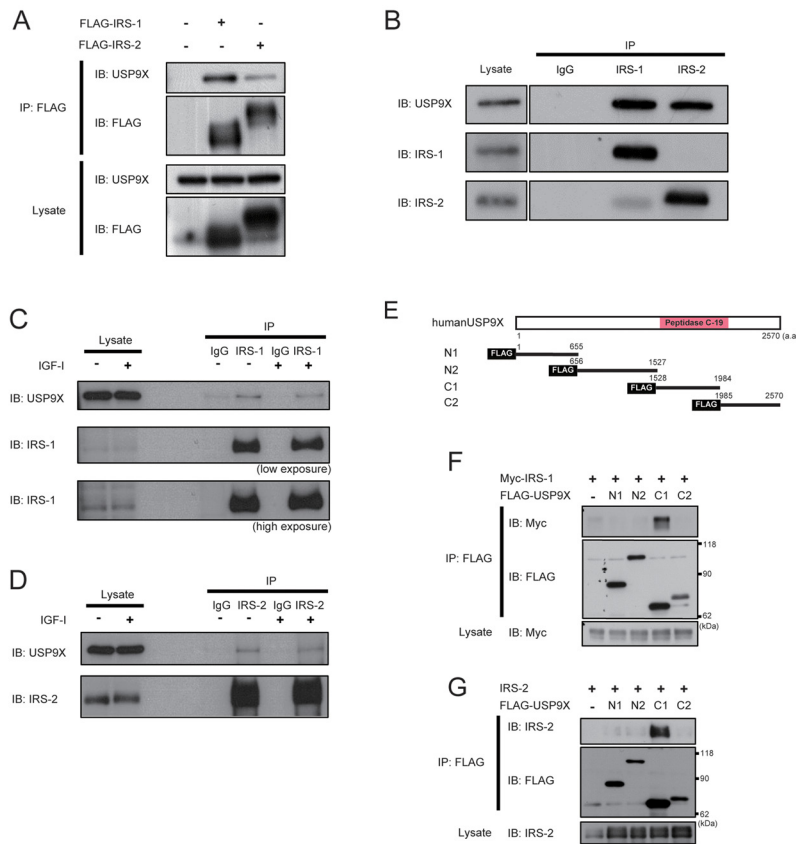 A
FLAG-IRS-1 - + -
FLAG-IRS-2 - - +
IP: FLAG
IB: USP9X
IB: FLAG
Lysate
IB: USP9X
IB: FLAG
B
IP
Lysate IgG IRS-1 IRS-2
IB: USP9X
IB: IRS-1
IB: IRS-2
C
Lysate IP
IgG IRS-1 IgG IRS-1
IGF-I - + - - + +
IB: USP9X
IB: IRS-1
(low exposure)
IB: IRS-1
(high exposure)
D
Lysate IP
IgG IRS-2 IgG IRS-2
IGF-I - + - - + +
IB: USP9X
IB: IRS-2
E
humanUSP9X Peptidase C-19
1 2570 (a.a
N1 FLAG 1 655
N2 FLAG 656 1527
C1 FLAG 1528 1984
C2 FLAG 1985 2570
F
Myc-IRS-1 + + + + +
FLAG-USP9X - N1 N2 C1 C2
IP: FLAG
IB: Myc
IB: FLAG
118
90
62
(kDa)
Lysate IB: Myc
G
IRS-2 + + + + +
FLAG-USP9X - N1 N2 C1 C2
IP: FLAG
IB: IRS-2
IB: FLAG
118
90
62
(kDa)
Lysate IB: IRS-2